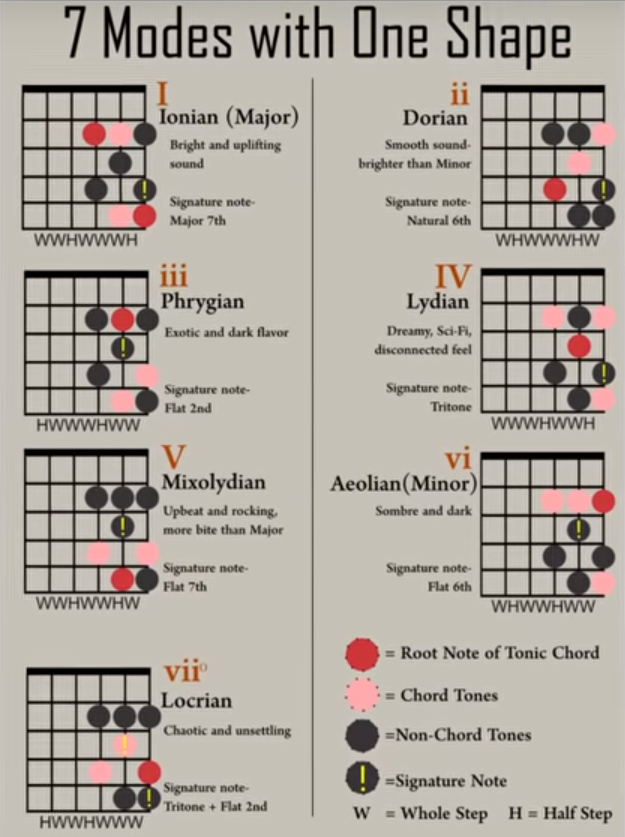 7 Modes with One Shape
I
Ionian (Major)
Bright and uplifting
sound
Signature note-
Major 7th
!
WWHWWWH
ii
Dorian
Smooth sound-
brighter than Minor
Signature note-
Natural 6th
!
WHWWWHW
iii
Phrygian
Exotic and dark flavor
!
Signature note-
Flat 2nd
HWWWHWW
IV
Lydian
Dreamy, Sci-Fi,
disconnected feel
!
Signature note-
Tritone
WWWHWWH
V
Mixolydian
Upbeat and rocking,
more bite than Major
!
Signature note-
Flat 7th
WWHWWHW
vi
Aeolian(Minor)
Sombre and dark
!
Signature note-
Flat 6th
WHWWHWW
vii°
Locrian
Chaotic and unsettling
!
Signature note-
Tritone + Flat 2nd
!
HWWHWWW
= Root Note of Tonic Chord
= Chord Tones
=Non-Chord Tones
! =Signature Note
W = Whole Step H = Half Step